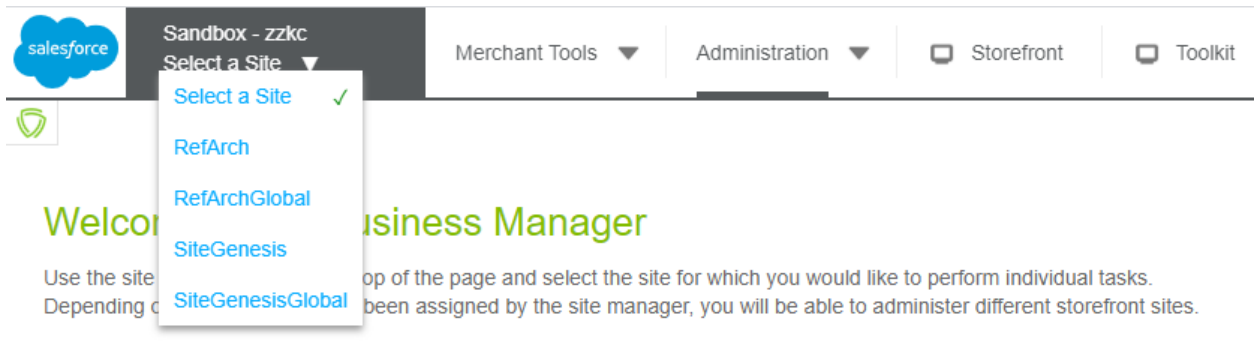 salesforce
Sandbox - zzkc
Select a Site
Merchant Tools
Administration
Storefront
Toolkit
Select a Site
RefArch
RefArchGlobal
SiteGenesis
SiteGenesisGlobal
Business Manager
Use the site op of the page and select the site for which you would like to perform individual tasks.
Depending been assigned by the site manager, you will be able to administer different storefront sites.